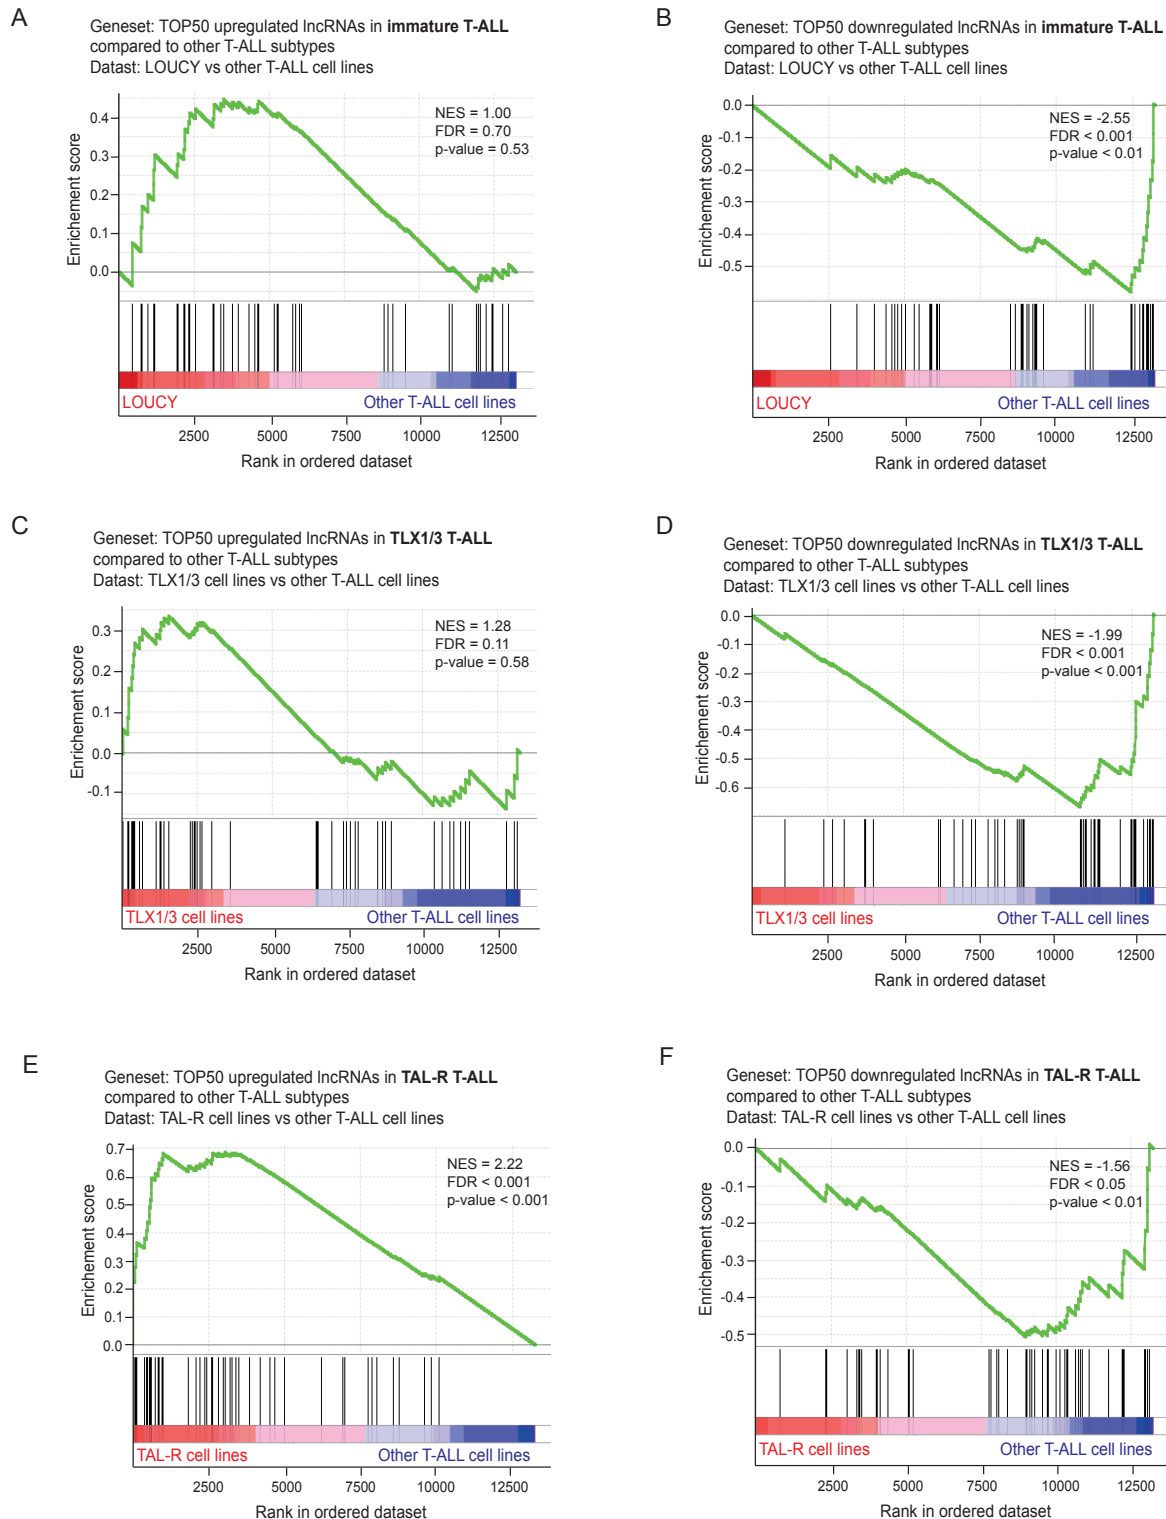 A
Geneset: TOP50 upregulated lncRNAs in immature T-ALL
compared to other T-ALL subtypes
Datast: LOUCY vs other T-ALL cell lines
NES = 1.00
FDR = 0.70
p-value = 0.53
Enrichement score
0.4
0.3
0.2
0.1
0.0
LOUCY
Other T-ALL cell lines
2500 5000 7500 10000 12500
Rank in ordered dataset
B
Geneset: TOP50 downregulated lncRNAs in immature T-ALL
compared to other T-ALL subtypes
Datast: LOUCY vs other T-ALL cell lines
NES = -2.55
FDR < 0.001
p-value < 0.01
Enrichement score
0.0
-0.1
-0.2
-0.3
-0.4
-0.5
LOUCY
Other T-ALL cell lines
2500 5000 7500 10000 12500
Rank in ordered dataset
C
Geneset: TOP50 upregulated lncRNAs in TLX1/3 T-ALL
compared to other T-ALL subtypes
Datast: TLX1/3 cell lines vs other T-ALL cell lines
NES = 1.28
FDR = 0.11
p-value = 0.58
Enrichement score
0.3
0.2
0.1
0.0
-0.1
TLX1/3 cell lines
Other T-ALL cell lines
2500 5000 7500 10000 12500
Rank in ordered dataset
D
Geneset: TOP50 downregulated lncRNAs in TLX1/3 T-ALL
compared to other T-ALL subtypes
Datast: TLX1/3 cell lines vs other T-ALL cell lines
NES = -1.99
FDR < 0.001
p-value < 0.001
Enrichement score
0.0
-0.1
-0.2
-0.3
-0.4
-0.5
-0.6
TLX1/3 cell lines
Other T-ALL cell lines
2500 5000 7500 10000 12500
Rank in ordered dataset
E
Geneset: TOP50 upregulated lncRNAs in TAL-R T-ALL
compared to other T-ALL subtypes
Datast: TAL-R cell lines vs other T-ALL cell lines
NES = 2.22
FDR < 0.001
p-value < 0.001
Enrichement score
0.7
0.6
0.5
0.4
0.3
0.2
0.1
0.0
TAL-R cell lines
Other T-ALL cell lines
2500 5000 7500 10000 12500
Rank in ordered dataset
F
Geneset: TOP50 downregulated lncRNAs in TAL-R T-ALL
compared to other T-ALL subtypes
Datast: TAL-R cell lines vs other T-ALL cell lines
NES = -1.56
FDR < 0.05
p-value < 0.01
Enrichement score
0.0
-0.1
-0.2
-0.3
-0.4
-0.5
TAL-R cell lines
Other T-ALL cell lines
2500 5000 7500 10000 12500
Rank in ordered dataset